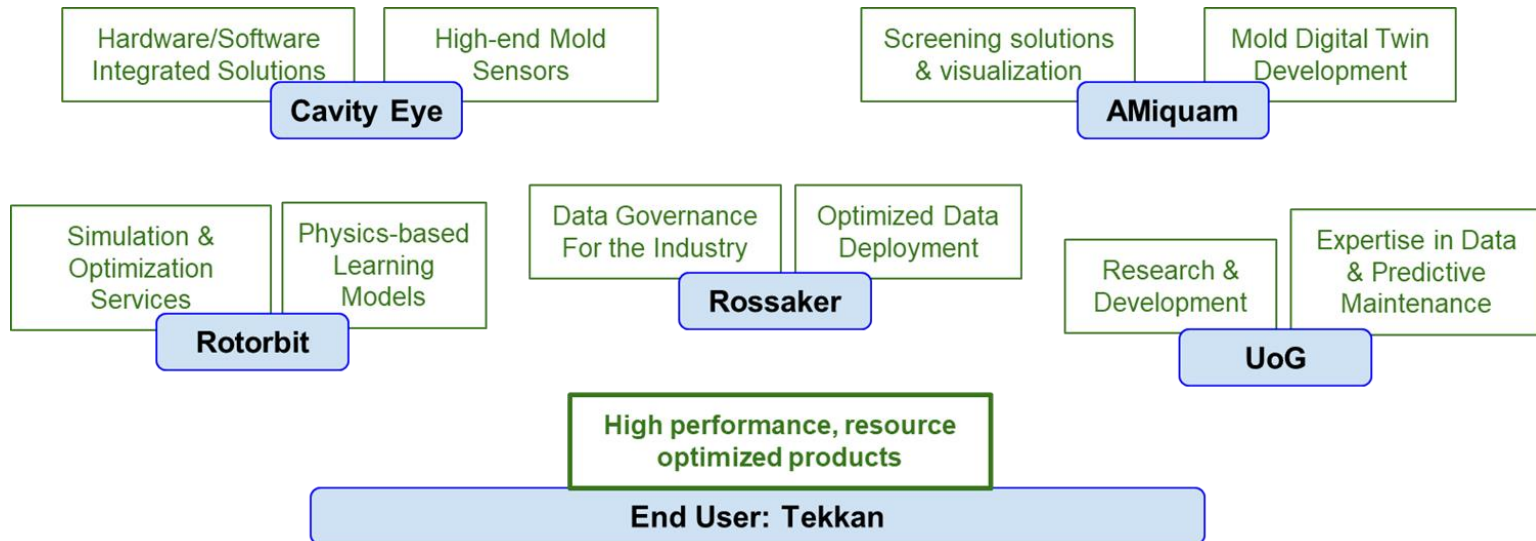 Hardware/Software
Integrated Solutions
High-end Mold
Sensors
Cavity Eye
Screening solutions
& visualization
Mold Digital Twin
Development
AMiquam
Simulation &
Optimization
Services
Physics-based
Learning
Models
Rotorbit
Data Governance
For the Industry
Optimized Data
Deployment
Rossaker
Research &
Development
Expertise in Data
& Predictive
Maintenance
UoG
High performance, resource
optimized products
End User: Tekkan